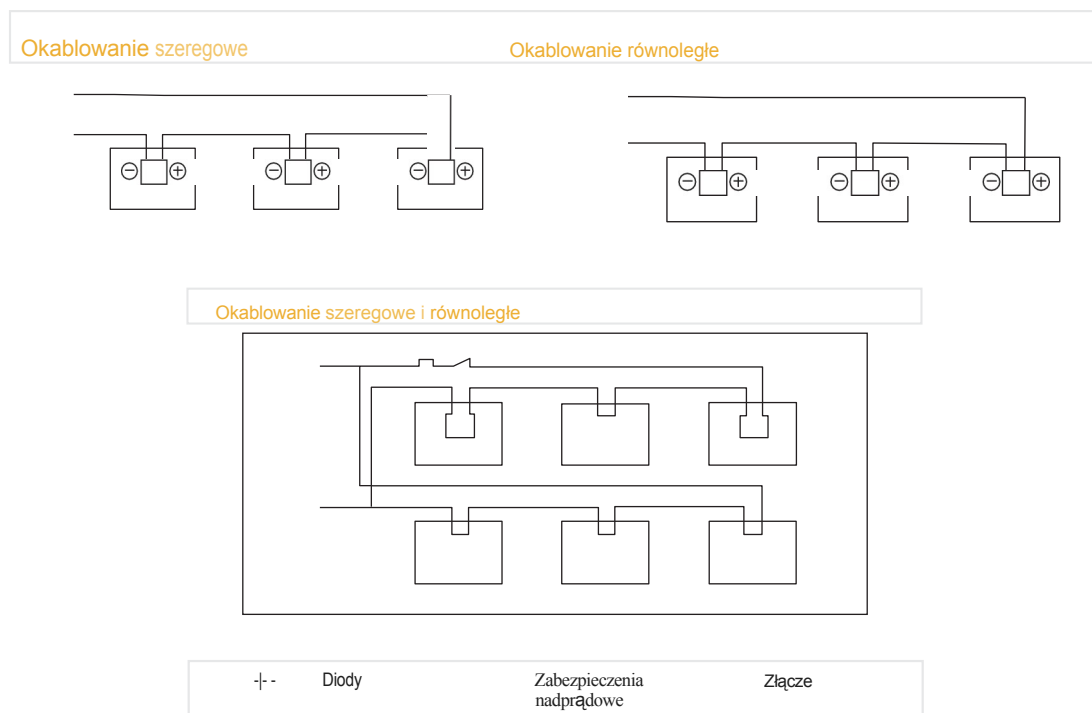 Okablowanie szeregowe
Okablowanie równoległe
⊖ ⊕ ⊖ ⊕ ⊖ ⊕
⊖ ⊕ ⊖ ⊕ ⊖ ⊕
Okablowanie szeregowe i równoległe
-|- - Diody
Zabezpieczenia
nadprądowe
Złącze